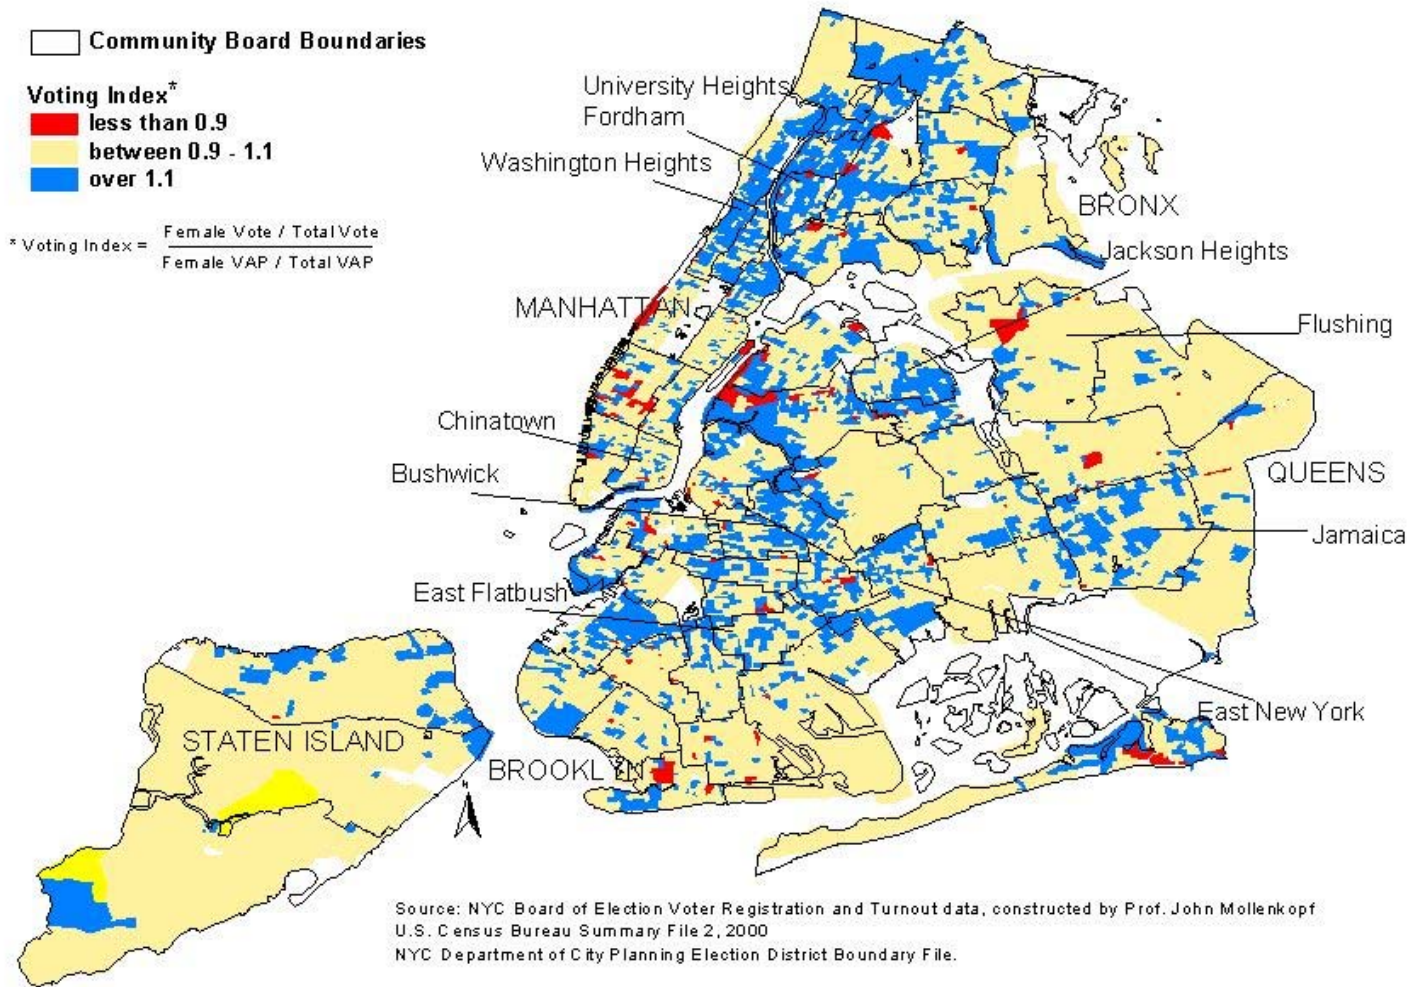 Community Board Boundaries
Voting Index*
less than 0.9
between 0.9 - 1.1
over 1.1
* Voting Index = Female Vote / Total Vote
Female VAP / Total VAP
University Heights/
Fordham
Washington Heights
BRONX
Jackson Heights
MANHATTAN
Flushing
Chinatown
Bushwick
QUEENS
Jamaica
East Flatbush
East New York
STATEN ISLAND
BROOKLYN
Source: NYC Board of Election Voter Registration and Turnout data, constructed by Prof. John Mollenkopf
U.S. Census Bureau Summary File 2, 2000
NYC Department of City Planning Election District Boundary File.